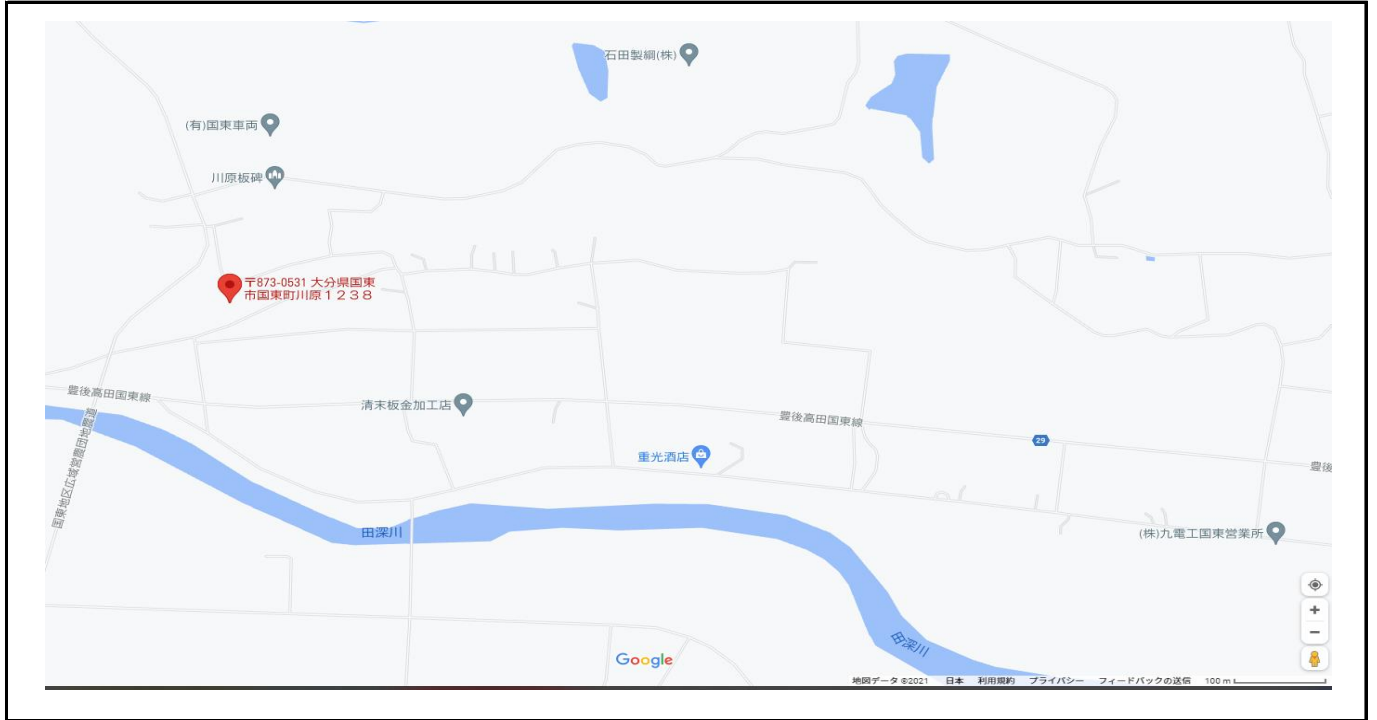 石田製綱(株)
(有)国東車両
川原板碑
〒873-0531 大分県国東
市国東町川原1238
豊後高田国東線
清末板金加工店
豊後高田国東線
29
重光酒店
豊後
国東地区広域営農団地農道
田深川
(株)九電工国東営業所
田深川
Google
地図データ ©2021 日本 利用規約 プライバシー フィードバックの送信 100 m